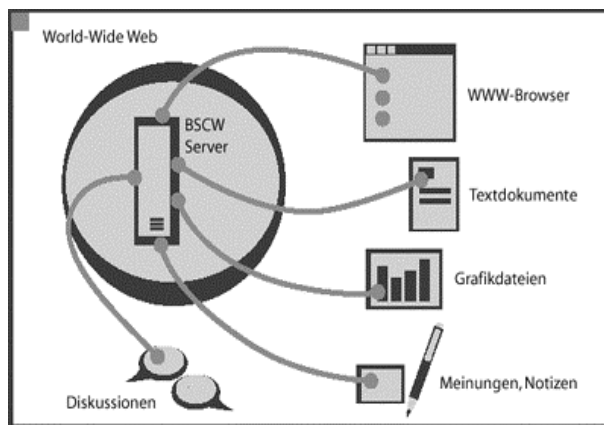 World-Wide Web
BSCW
Server
WWW-Browser
Textdokumente
Grafikdateien
Meinungen, Notizen
Diskussionen